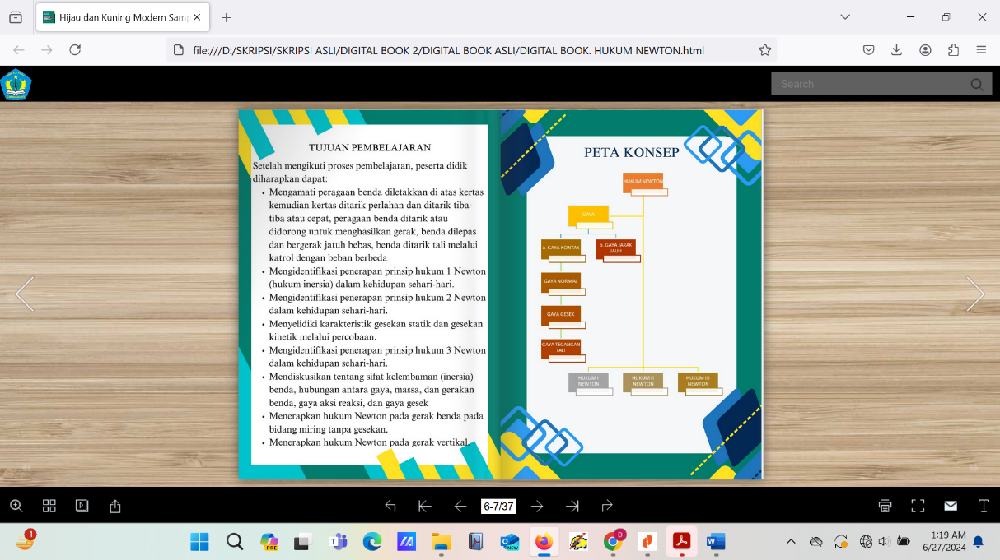 Hijau dan Kuning Modern Samp
file:///D:/SKRIPSI/SKRIPSI ASLI/DIGITAL BOOK 2/DIGITAL BOOK ASLI/DIGITAL BOOK. HUKUM NEWTON.html
Search
TUJUAN PEMBELAJARAN
Setelah mengikuti proses pembelajaran, peserta didik
diharapkan dapat:
• Mengamati peragaan benda diletakkan di atas kertas
kemudian kertas ditarik perlahan dan ditarik tiba-
tiba atau cepat, peragaan benda ditarik atau
didorong untuk menghasilkan gerak, benda dilepas
dan bergerak jatuh bebas, benda ditarik tali melalui
katrol dengan beban berbeda
• Mengidentifikasi penerapan prinsip hukum 1 Newton
(hukum inersia) dalam kehidupan sehari-hari.
• Mengidentifikasi penerapan prinsip hukum 2 Newton
dalam kehidupan sehari-hari.
• Menyelidiki karakteristik gesekan statik dan gesekan
kinetik melalui percobaan.
• Mengidentifikasi penerapan prinsip hukum 3 Newton
dalam kehidupan sehari-hari.
• Mendiskusikan tentang sifat kelembaman (inersia)
benda, hubungan antara gaya, massa, dan gerakan
benda, gaya aksi reaksi, dan gaya gesek
• Menerapkan hukum Newton pada gerak benda pada
bidang miring tanpa gesekan.
• Menerapkan hukum Newton pada gerak vertikal.
PETA KONSEP
HUKUM NEWTON
GAYA
a. GAYA KONTAK
b. GAYA JARAK
JAUH
GAYA NORMAL
GAYA GESEK
GAYA TEGANGAN
TALI
HUKUM I
NEWTON
HUKUM II
NEWTON
HUKUM III
NEWTON
6-7/37
1
PRE
NEW
D
1:19 AM
6/27/2024